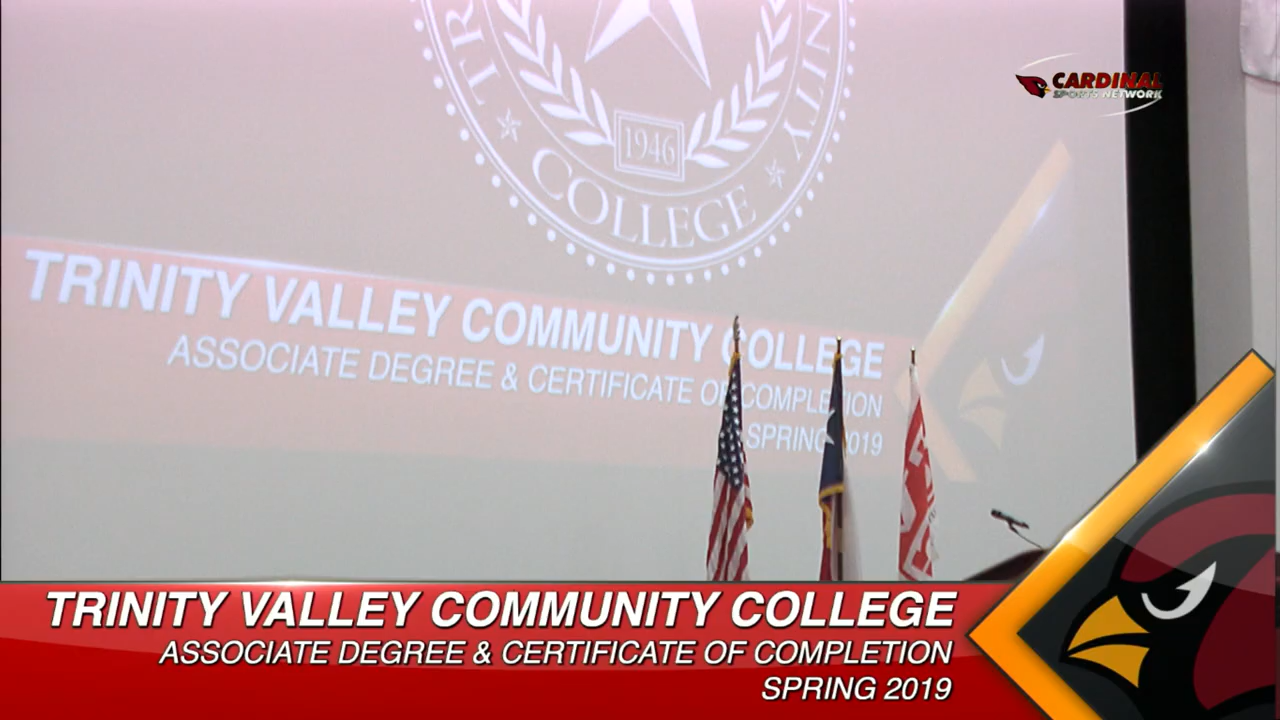 TRINITY
COLLEGE
1946
CARDINAL
SPORTS NETWORK
TRINITY VALLEY COMMUNITY COLLEGE
ASSOCIATE DEGREE & CERTIFICATE OF COMPLETION
SPRING 2019
TRINITY VALLEY COMMUNITY COLLEGE
ASSOCIATE DEGREE & CERTIFICATE OF COMPLETION
SPRING 2019